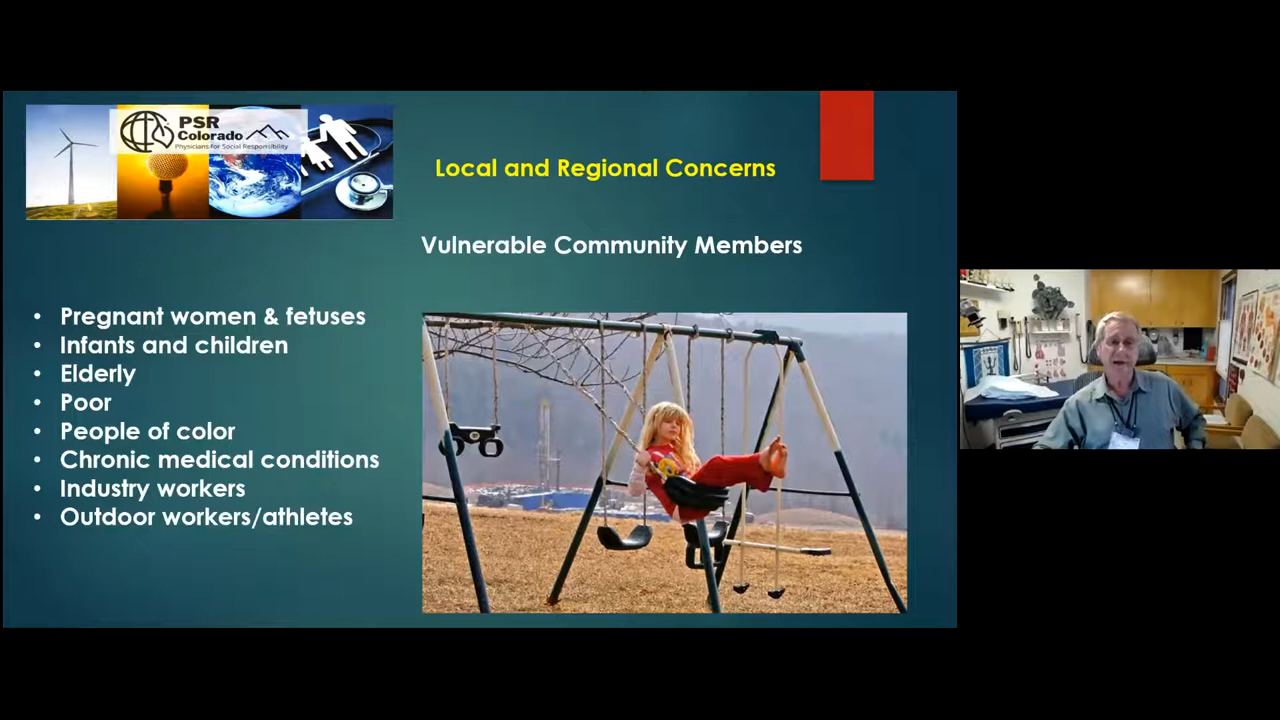 PSR
Colorado
Physicians for Social Responsibility
Local and Regional Concerns
Vulnerable Community Members
• Pregnant women & fetuses
• Infants and children
• Elderly
• Poor
• People of color
• Chronic medical conditions
• Industry workers
• Outdoor workers/athletes